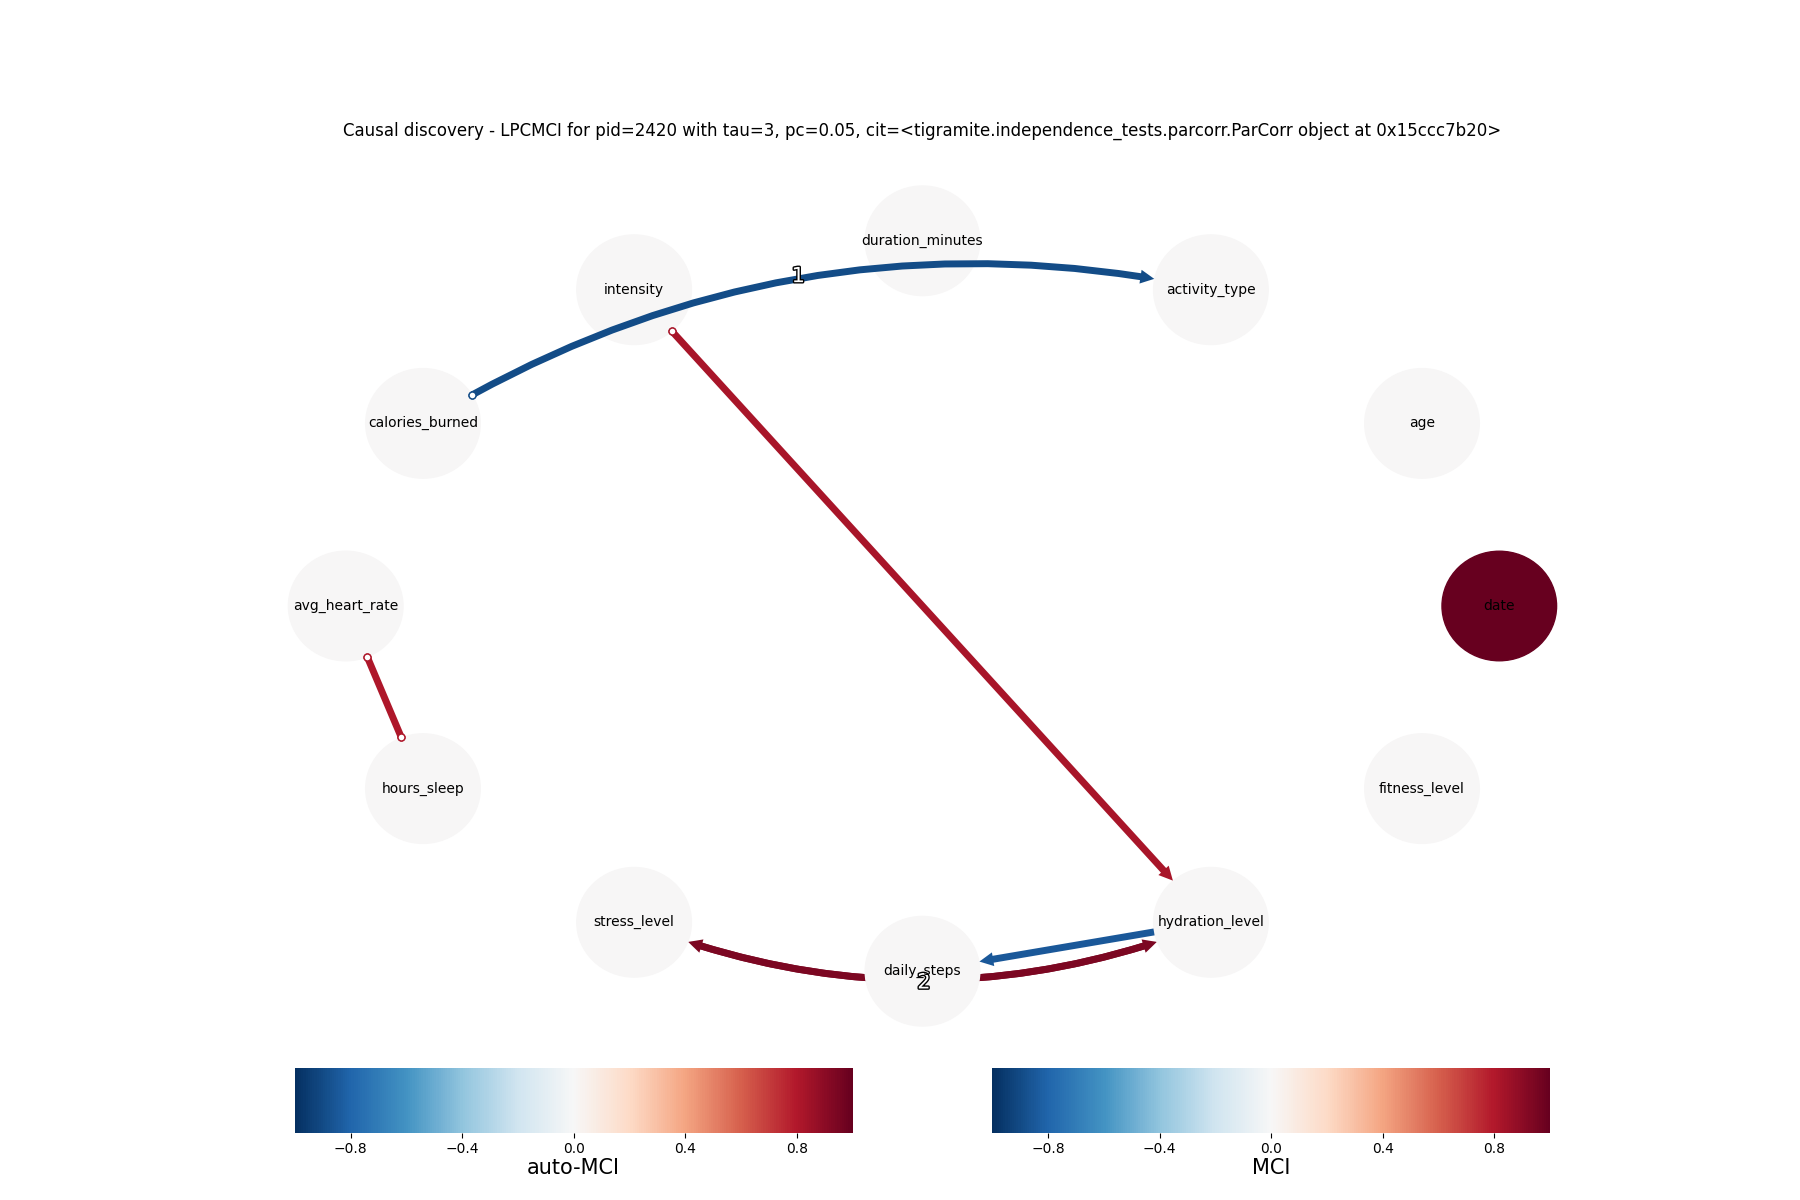 Causal discovery - LPCMCI for pid=2420 with tau=3, pc=0.05, cit=<tigramite.independence_tests.parcorr.ParCorr object at 0x15ccc7b20>
duration_minutes
1
intensity
activity_type
calories_burned
age
avg_heart_rate
date
hours_sleep
fitness_level
stress_level
hydration_level
daily_steps
2
−0.8 −0.4 0.0 0.4 0.8
auto-MCI
−0.8 −0.4 0.0 0.4 0.8
MCI